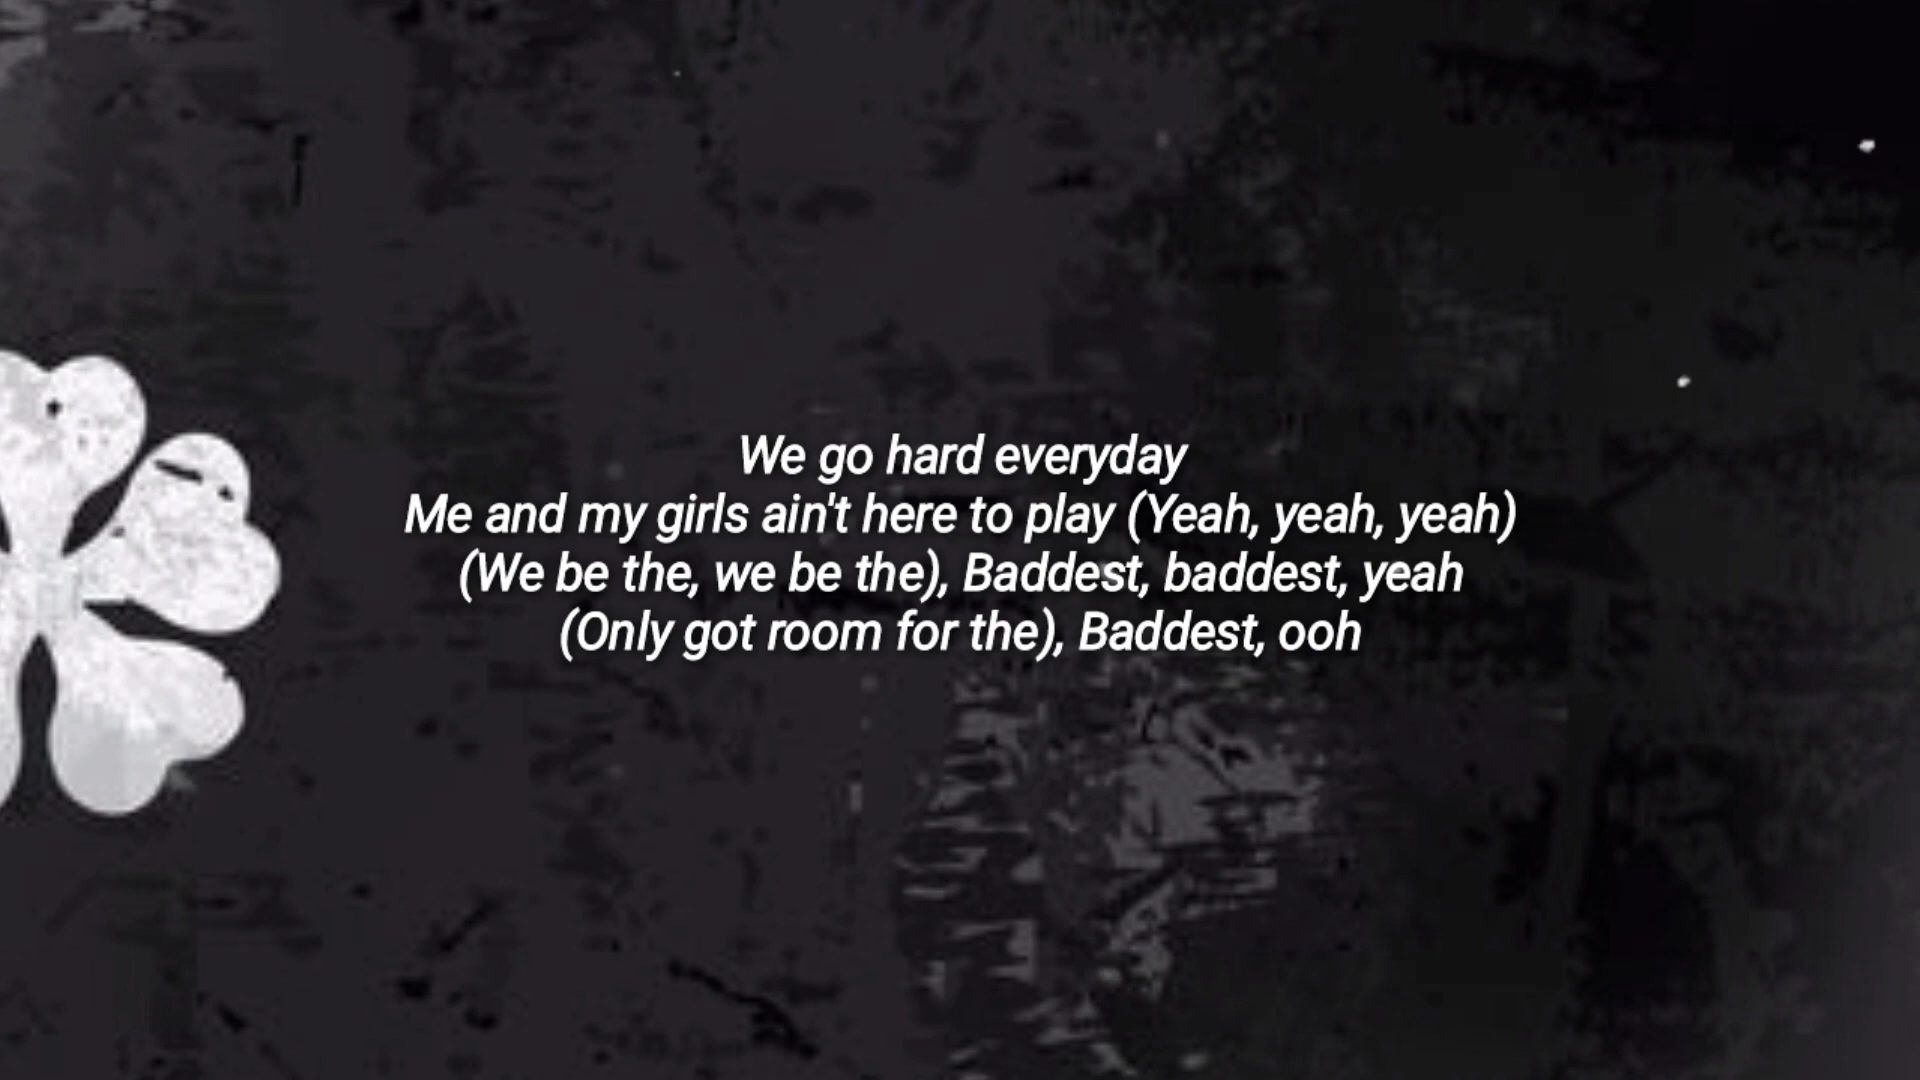 We go hard everyday
Me and my girls ain't here to play (Yeah, yeah, yeah)
(We be the, we be the), Baddest, baddest, yeah
(Only got room for the), Baddest, ooh